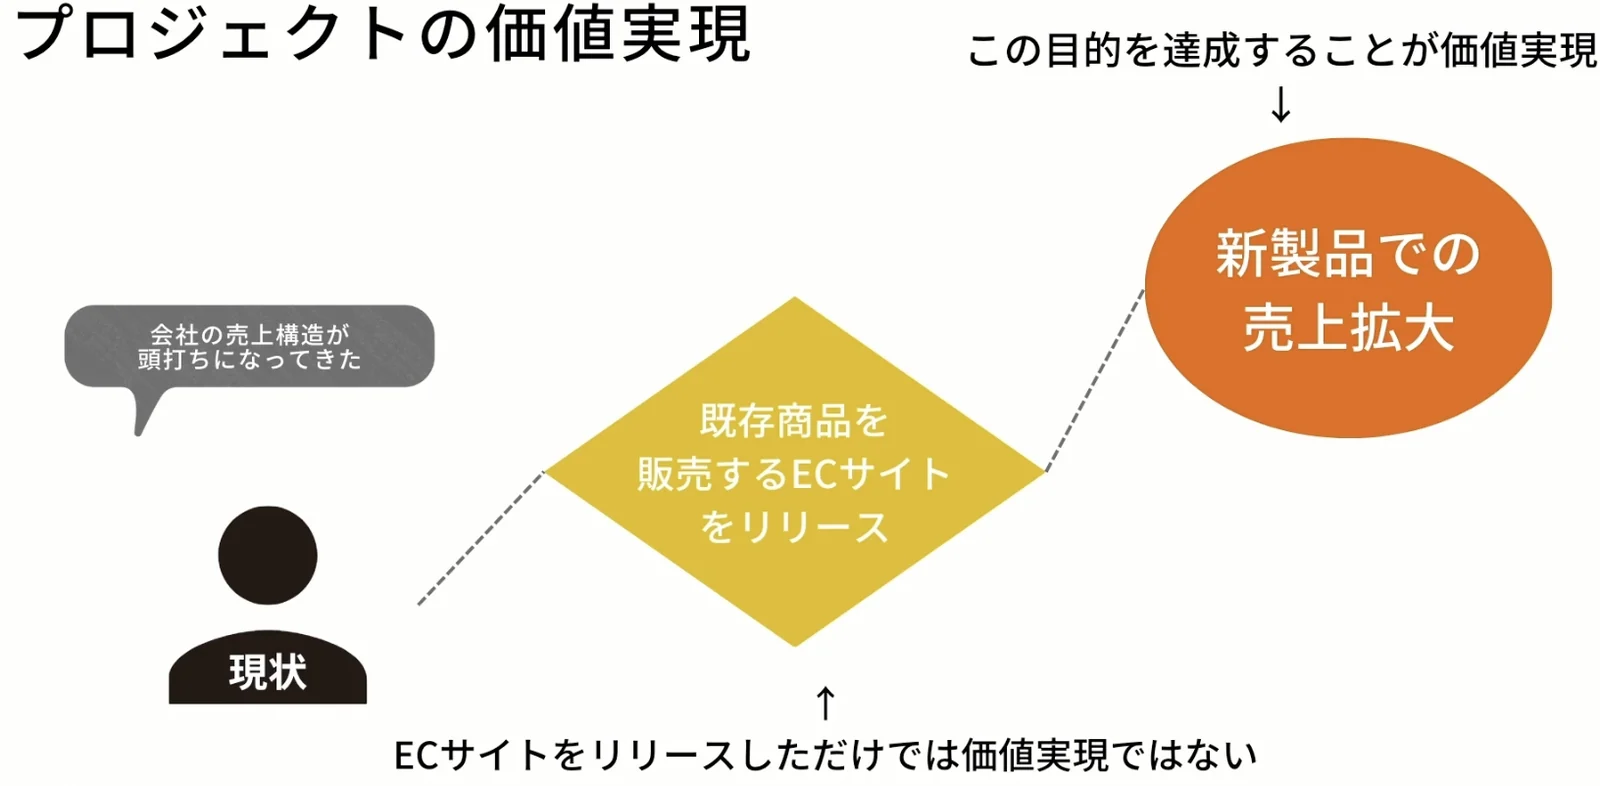 プロジェクトの価値実現
この目的を達成することが価値実現
↓
新製品での
売上拡大
会社の売上構造が
頭打ちになってきた
既存商品を
販売するECサイト
をリリース
現状
↑
ECサイトをリリースしただけでは価値実現ではない